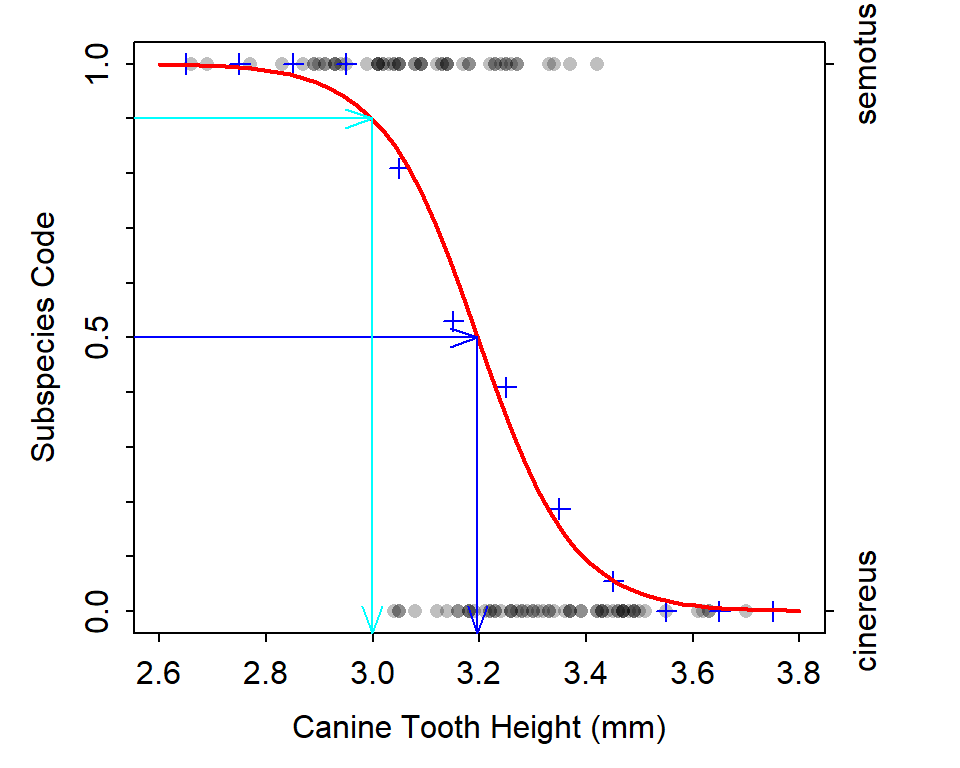 semotus
1.0
0.5
0.0
Subspecies Code
cinereus
2.6 2.8 3.0 3.2 3.4 3.6 3.8
Canine Tooth Height (mm)